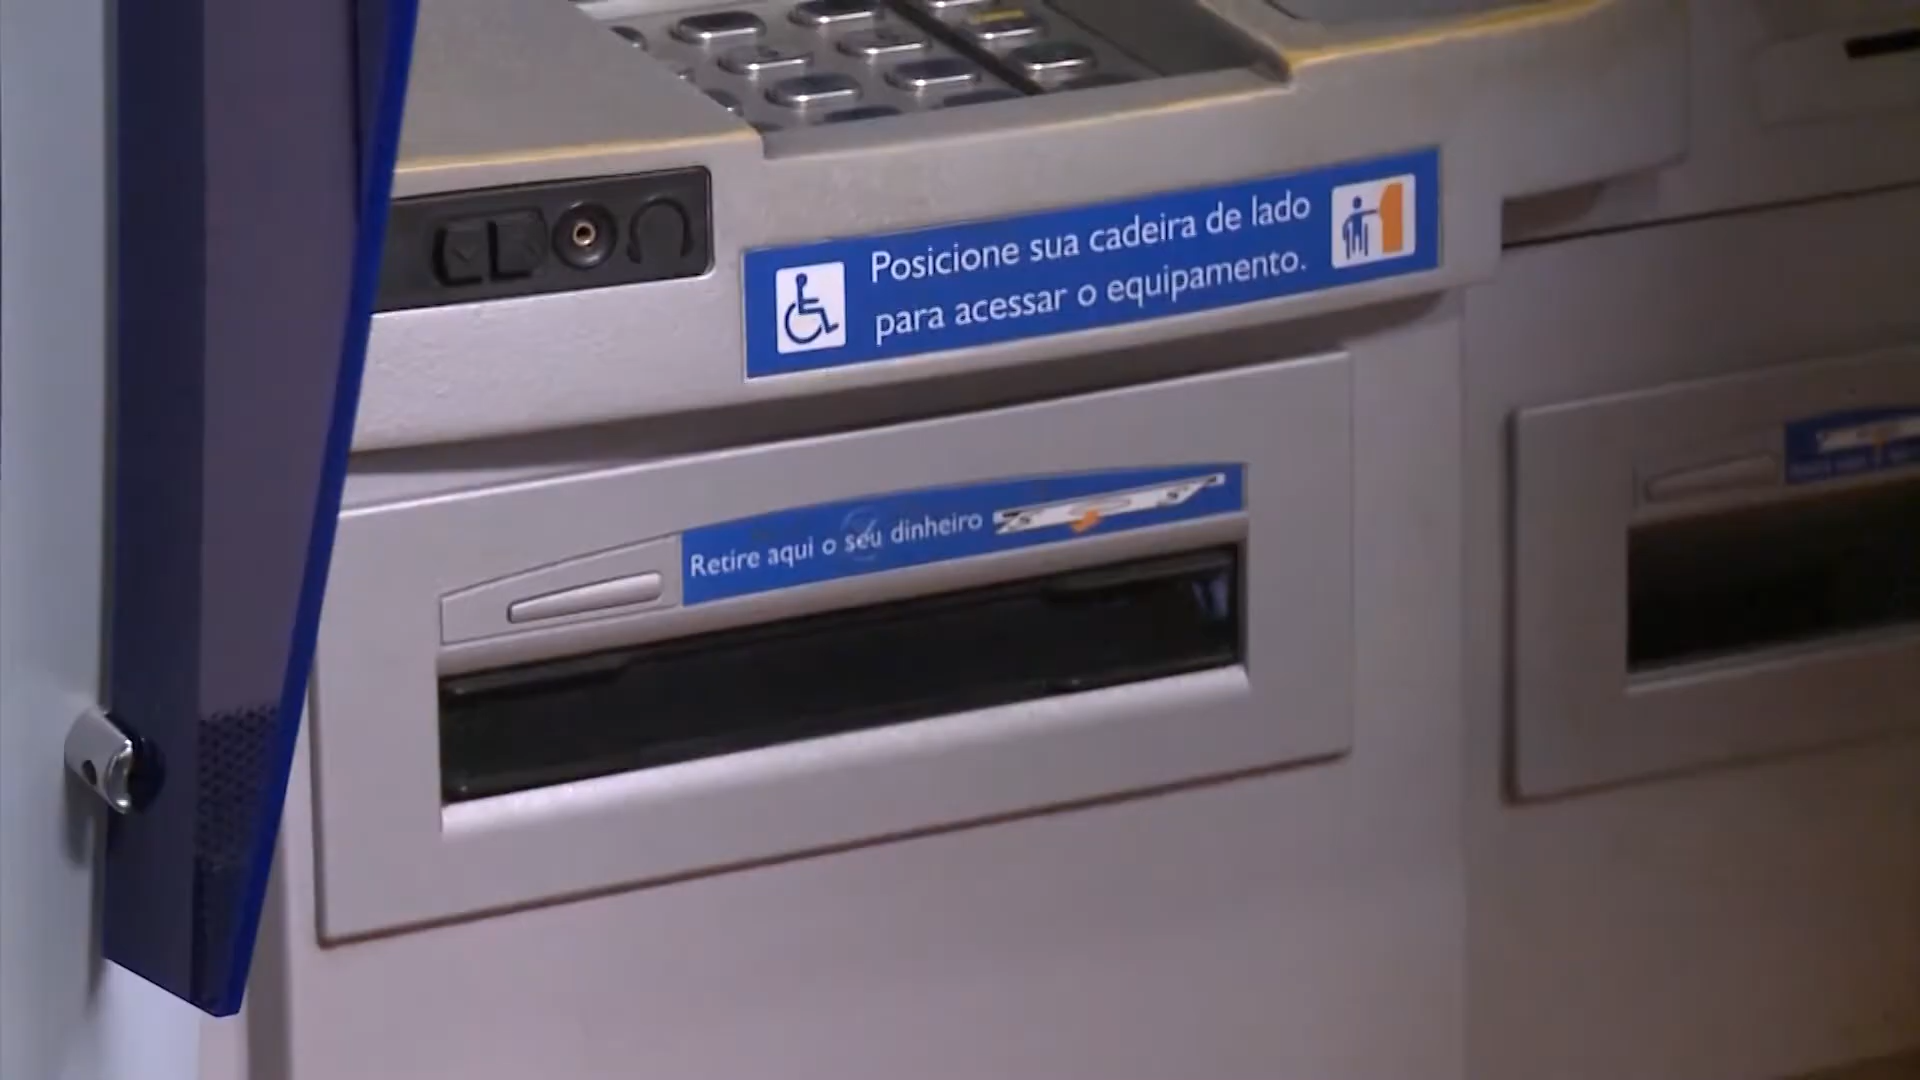 Posicione sua cadeira de lado
para acessar o equipamento.
Retire aqui o seu dinheiro